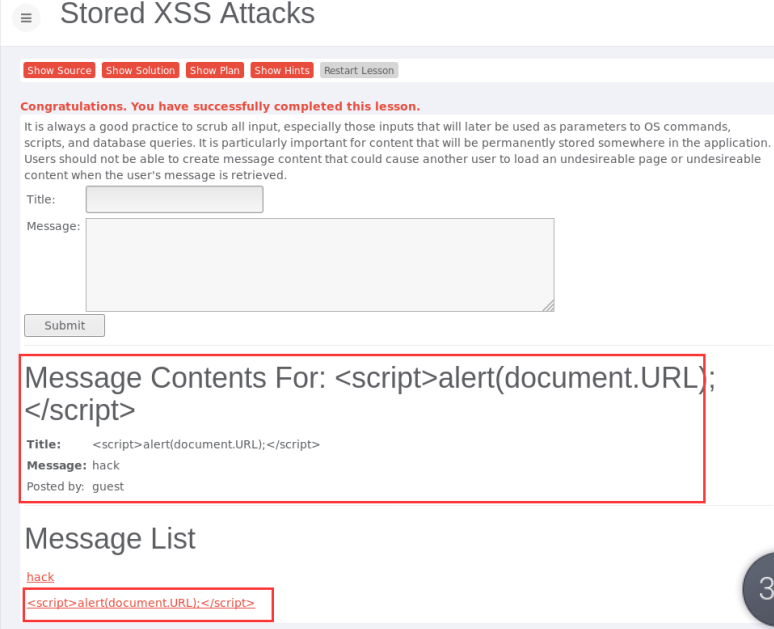 Stored XSS Attacks
Show Source Show Solution Show Plan Show Hints Restart Lesson
Congratulations. You have successfully completed this lesson.
It is always a good practice to scrub all input, especially those inputs that will later be used as parameters to OS commands,
scripts, and database queries. It is particularly important for content that will be permanently stored somewhere in the application.
Users should not be able to create message content that could cause another user to load an undesireable page or undesireable
content when the user's message is retrieved.
Title:
Message:
Submit
Message Contents For: <script>alert(document.URL);
</script>
Title: <script>alert(document.URL);</script>
Message: hack
Posted by: guest
Message List
hack
<script>alert(document.URL);</script>
3